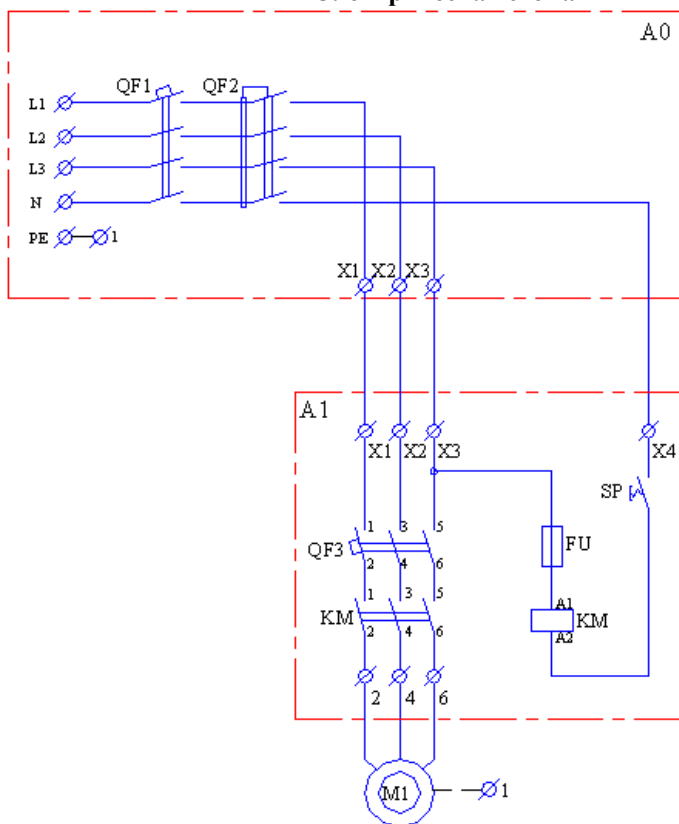 A0
QF1 QF2
L1
L2
L3
N
PE 1
X1 X2 X3
A1
X1 X2 X3 X4
SP
1 3 5
QF3 FU
2 4 6
1 3 5
A1
KM KM
2 4 6
A2
2 4 6
M1 1